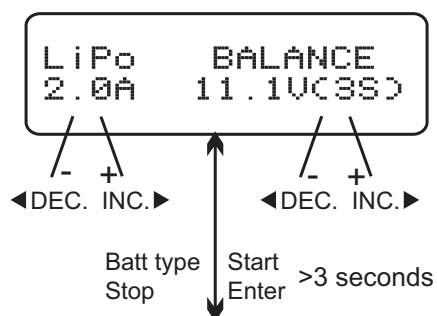 LiPo BALANCE
2.0A 11.1V(3S)
- + - +
◀DEC. INC.▶ ◀DEC. INC.▶
Batt type Start >3 seconds
Stop Enter